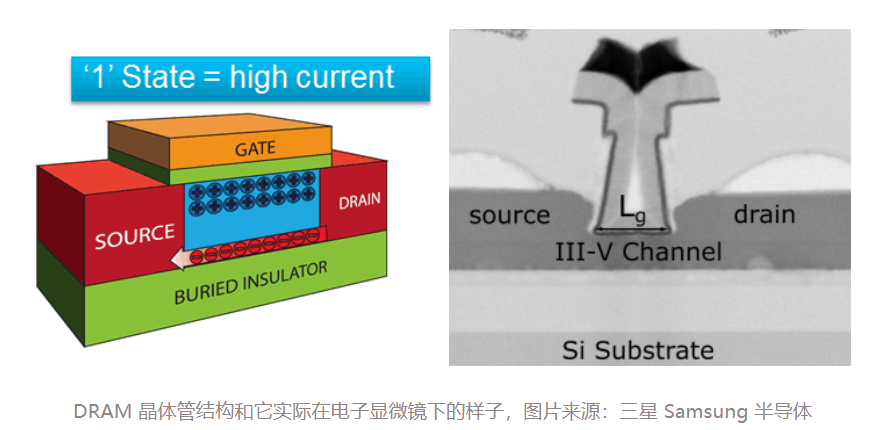 ‘1’ State = high current
GATE
SOURCE
DRAIN
BURIED INSULATOR
source
Lg
drain
III-V Channel
Si Substrate
DRAM 晶体管结构和它实际在电子显微镜下的样子，图片来源：三星 Samsung 半导体